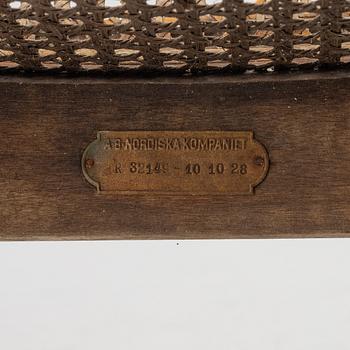 A·B·NORDISKA KOMPANIET
R 32149 - 10 10 28